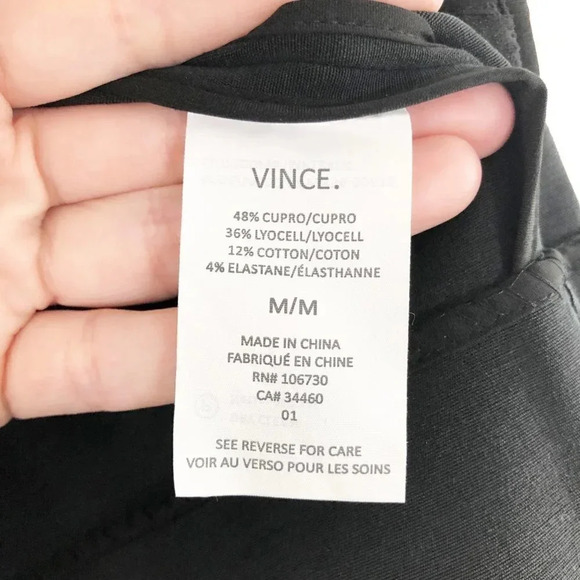 VINCE.
48% CUPRO/CUPRO
36% LYOCELL/LYOCELL
12% COTTON/COTON
4% ELASTANE/ÉLASTHANNE
M/M
MADE IN CHINA
FABRIQUÉ EN CHINE
RN# 106730
CA# 34460
01
SEE REVERSE FOR CARE
VOIR AU VERSO POUR LES SOINS